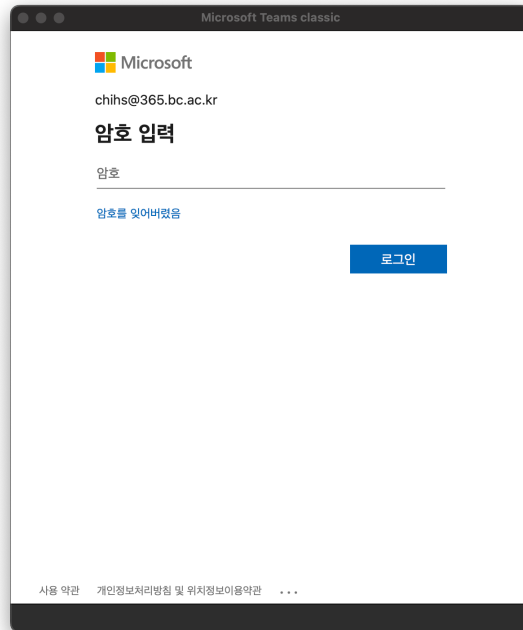 Microsoft Teams classic
Microsoft
chihs@365.bc.ac.kr
암호 입력
암호
암호를 잊어버렸음
로그인
사용 약관 개인정보처리방침 및 위치정보이용약관 ...